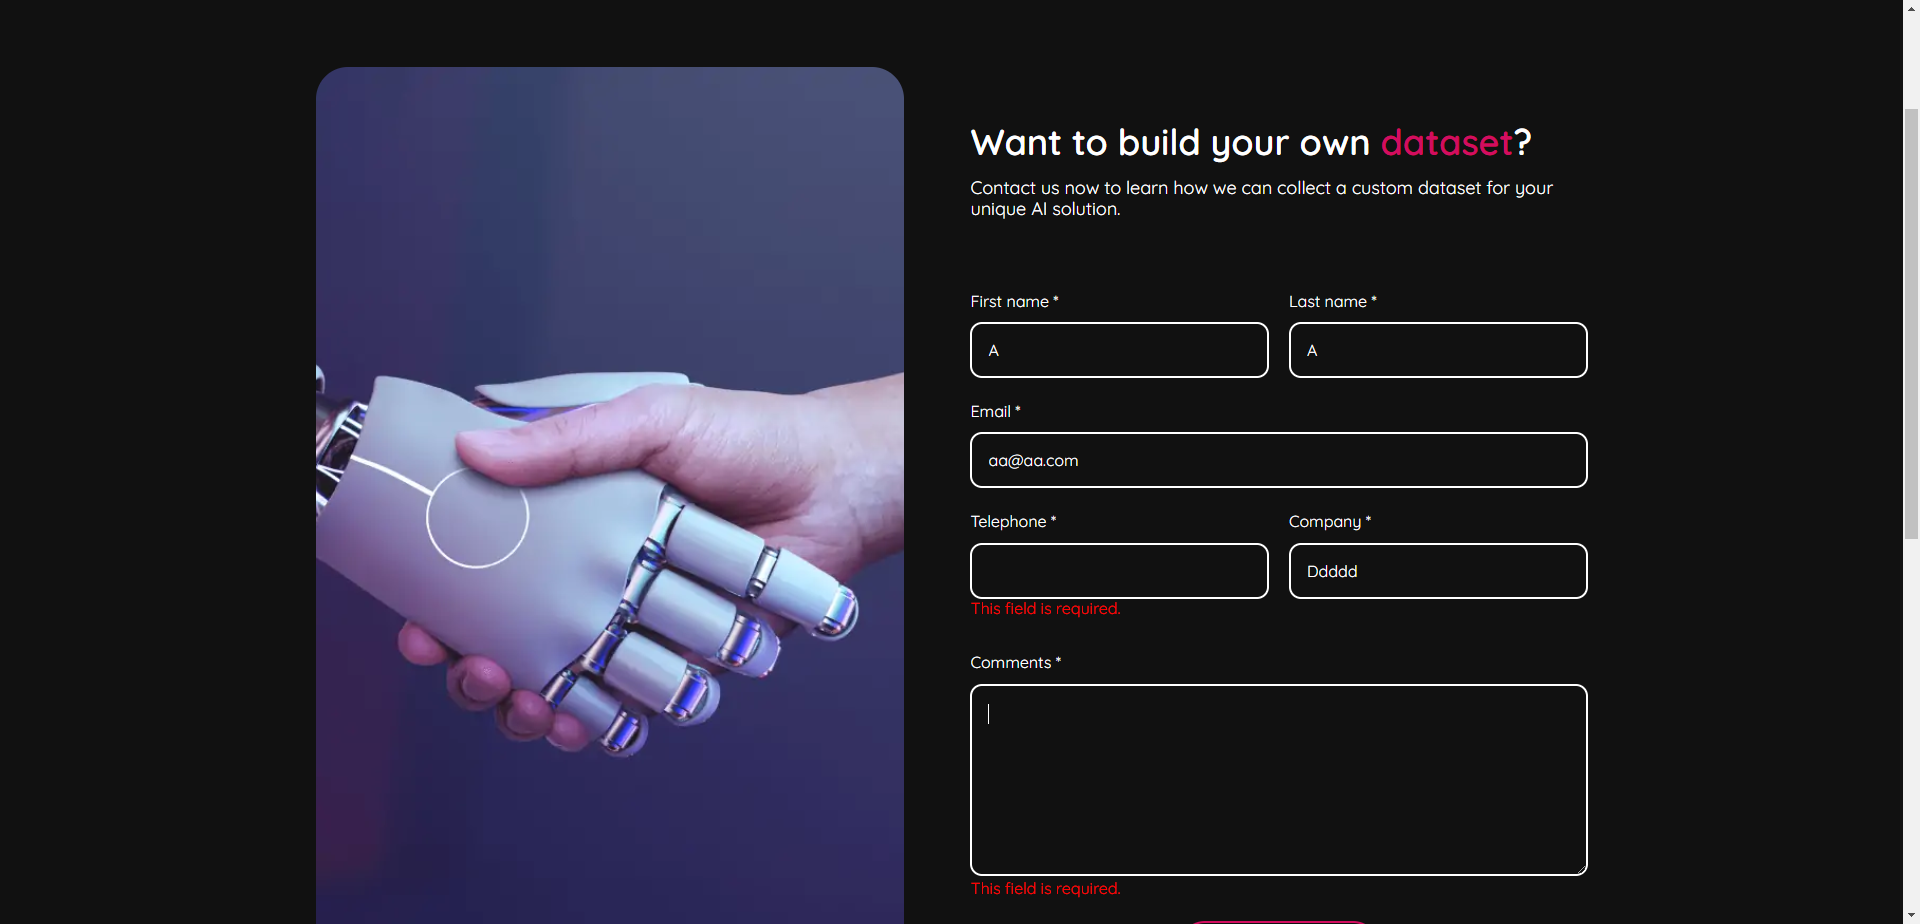 Want to build your own dataset?
Contact us now to learn how we can collect a custom dataset for your
unique AI solution.
First name *
Last name *
A
A
Email *
aa@aa.com
Telephone *
Company *
Ddddd
This field is required.
Comments *
This field is required.